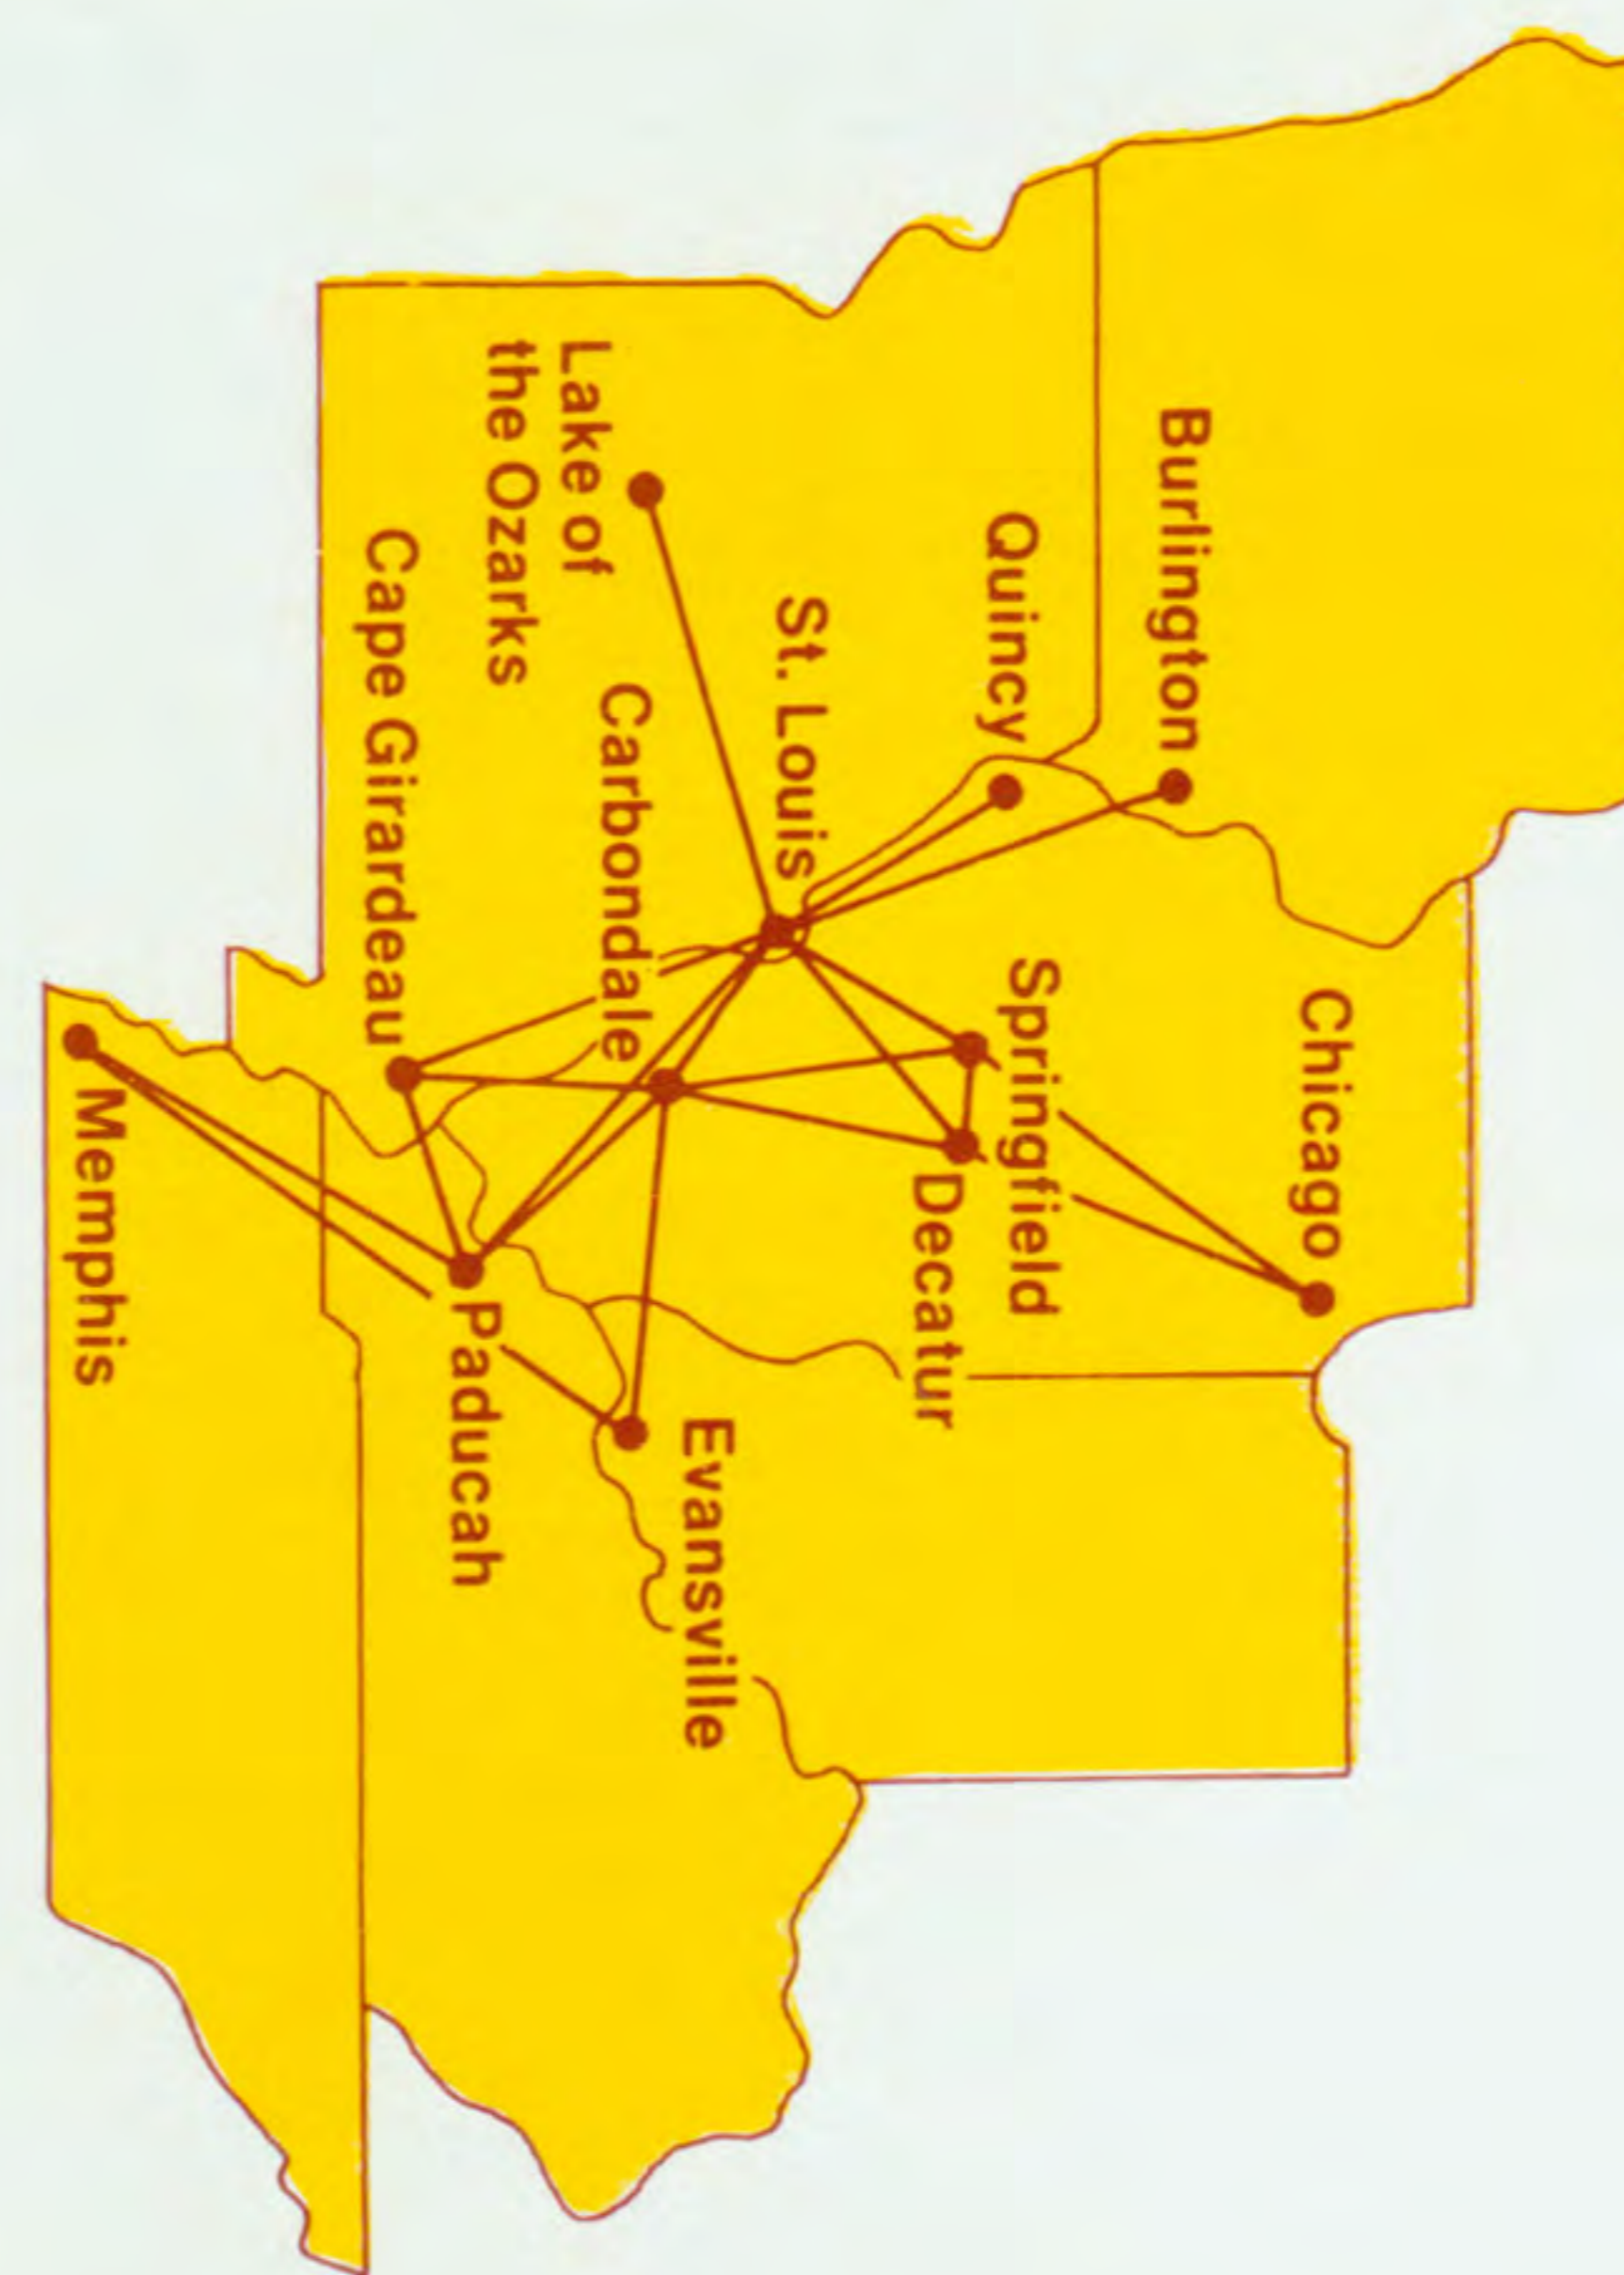 Chicago
Burlington
Springfield
Quincy
Decatur
St. Louis
Evansville
Carbondale
Lake of
the Ozarks
Paducah
Cape Girardeau
Memphis